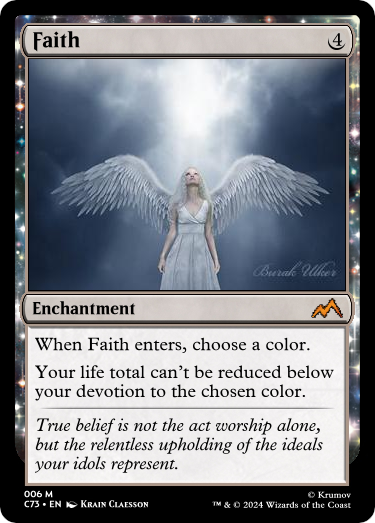 Faith 4
Burak Ulker
Enchantment
When Faith enters, choose a color.
Your life total can't be reduced below
your devotion to the chosen color.
True belief is not the act worship alone,
but the relentless upholding of the ideals
your idols represent.
006 M © Krumov
C73 • EN Krain Claesson ™ & © 2024 Wizards of the Coast